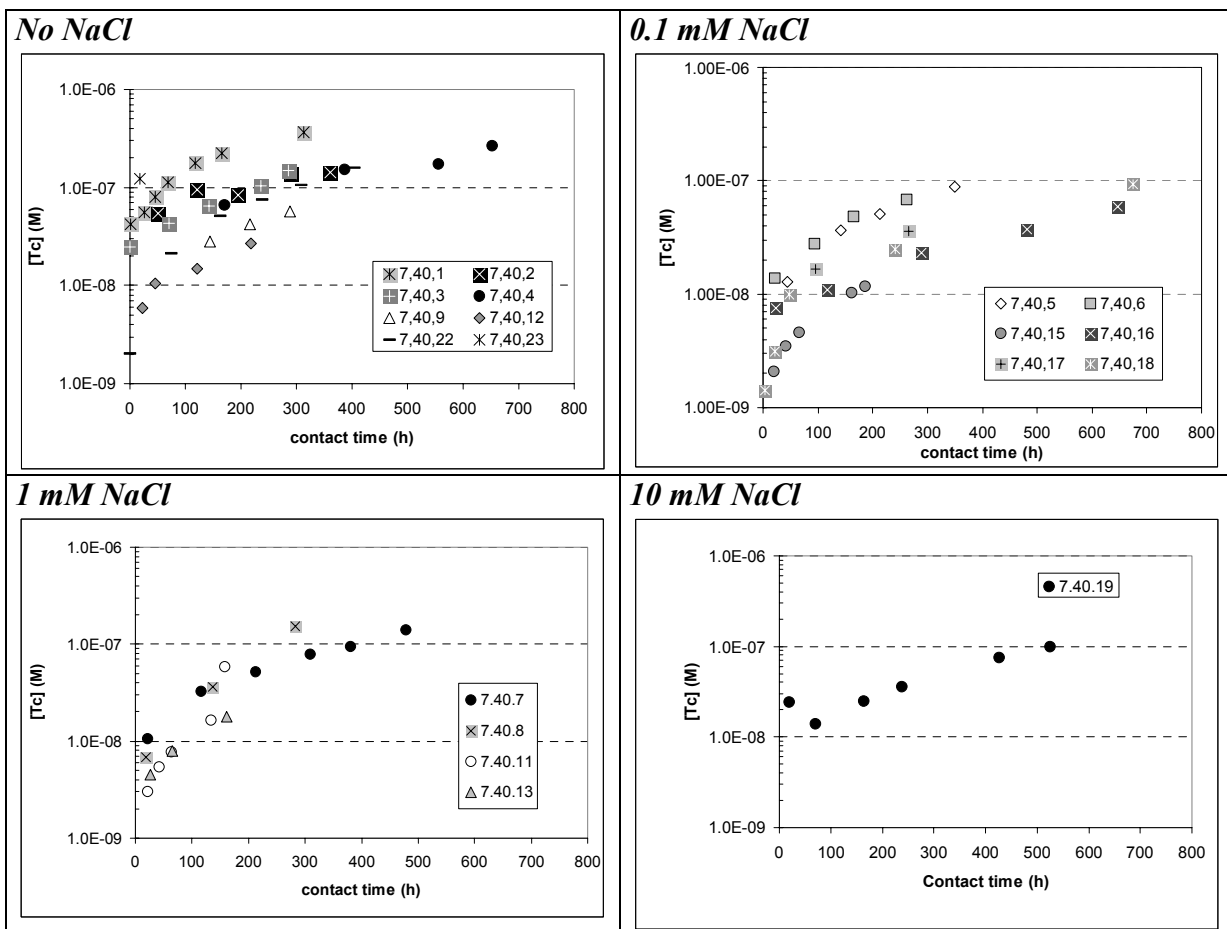 No NaCl
1.0E-06
1.0E-07
1.0E-08
1.0E-09
[Tc] (M)
0 100 200 300 400 500 600 700 800
contact time (h)
7,40,1 7,40,2
7,40,3 7,40,4
7,40,9 7,40,12
7,40,22 7,40,23
0.1 mM NaCl
1.00E-06
1.00E-07
1.00E-08
1.00E-09
[Tc] (M)
0 100 200 300 400 500 600 700 800
contact time (h)
7,40,5 7,40,6
7,40,15 7,40,16
7,40,17 7,40,18
1 mM NaCl
1.0E-06
1.0E-07
1.0E-08
1.0E-09
[Tc] (M)
0 100 200 300 400 500 600 700 800
contact time (h)
7.40.7
7.40.8
7.40.11
7.40.13
10 mM NaCl
1.0E-06
1.0E-07
1.0E-08
1.0E-09
[Tc] (M)
0 100 200 300 400 500 600 700 800
Contact time (h)
7.40.19